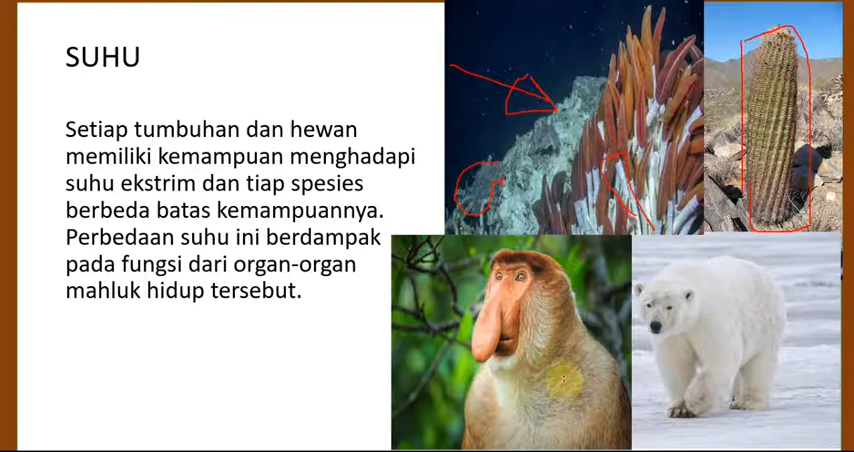 SUHU
Setiap tumbuhan dan hewan
memiliki kemampuan menghadapi
suhu ekstrim dan tiap spesies
berbeda batas kemampuannya.
Perbedaan suhu ini berdampak
pada fungsi dari organ-organ
mahluk hidup tersebut.